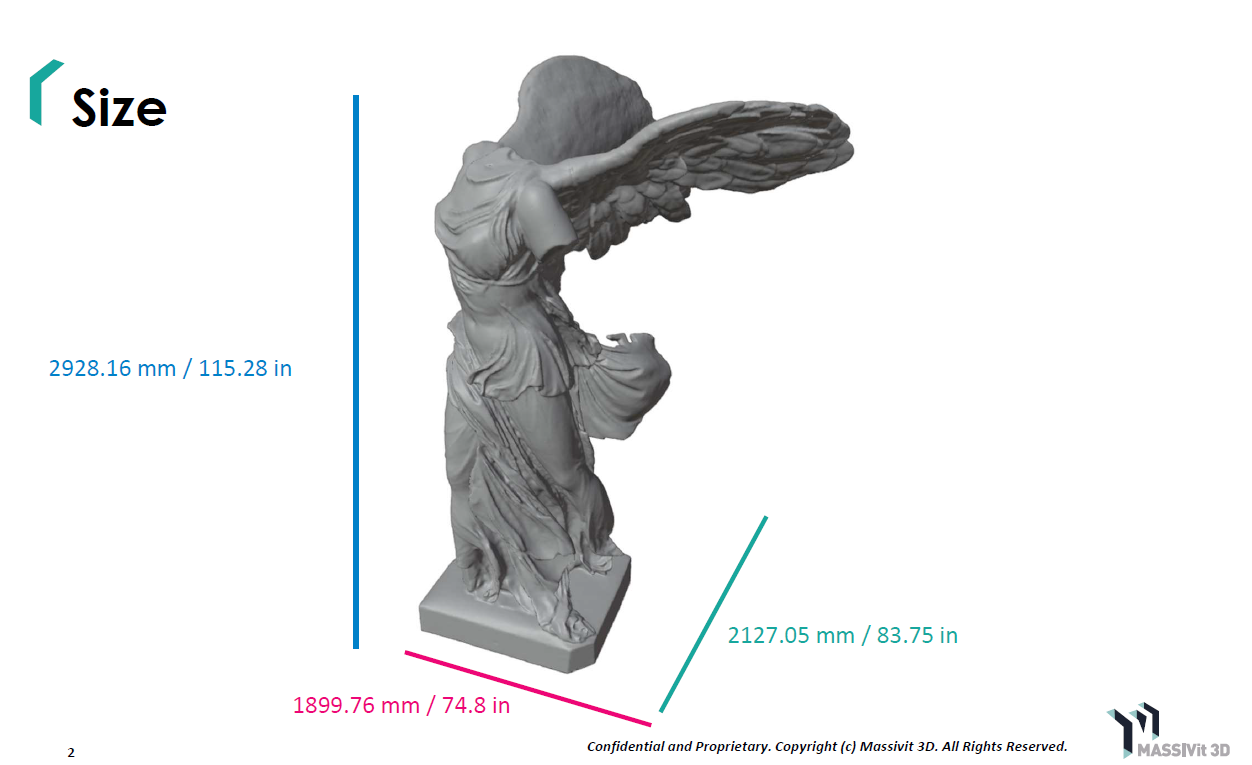 Size
2928.16 mm / 115.28 in
2127.05 mm / 83.75 in
1899.76 mm / 74.8 in
2
Confidential and Proprietary. Copyright (c) Massivit 3D. All Rights Reserved.
MASSIVit 3D